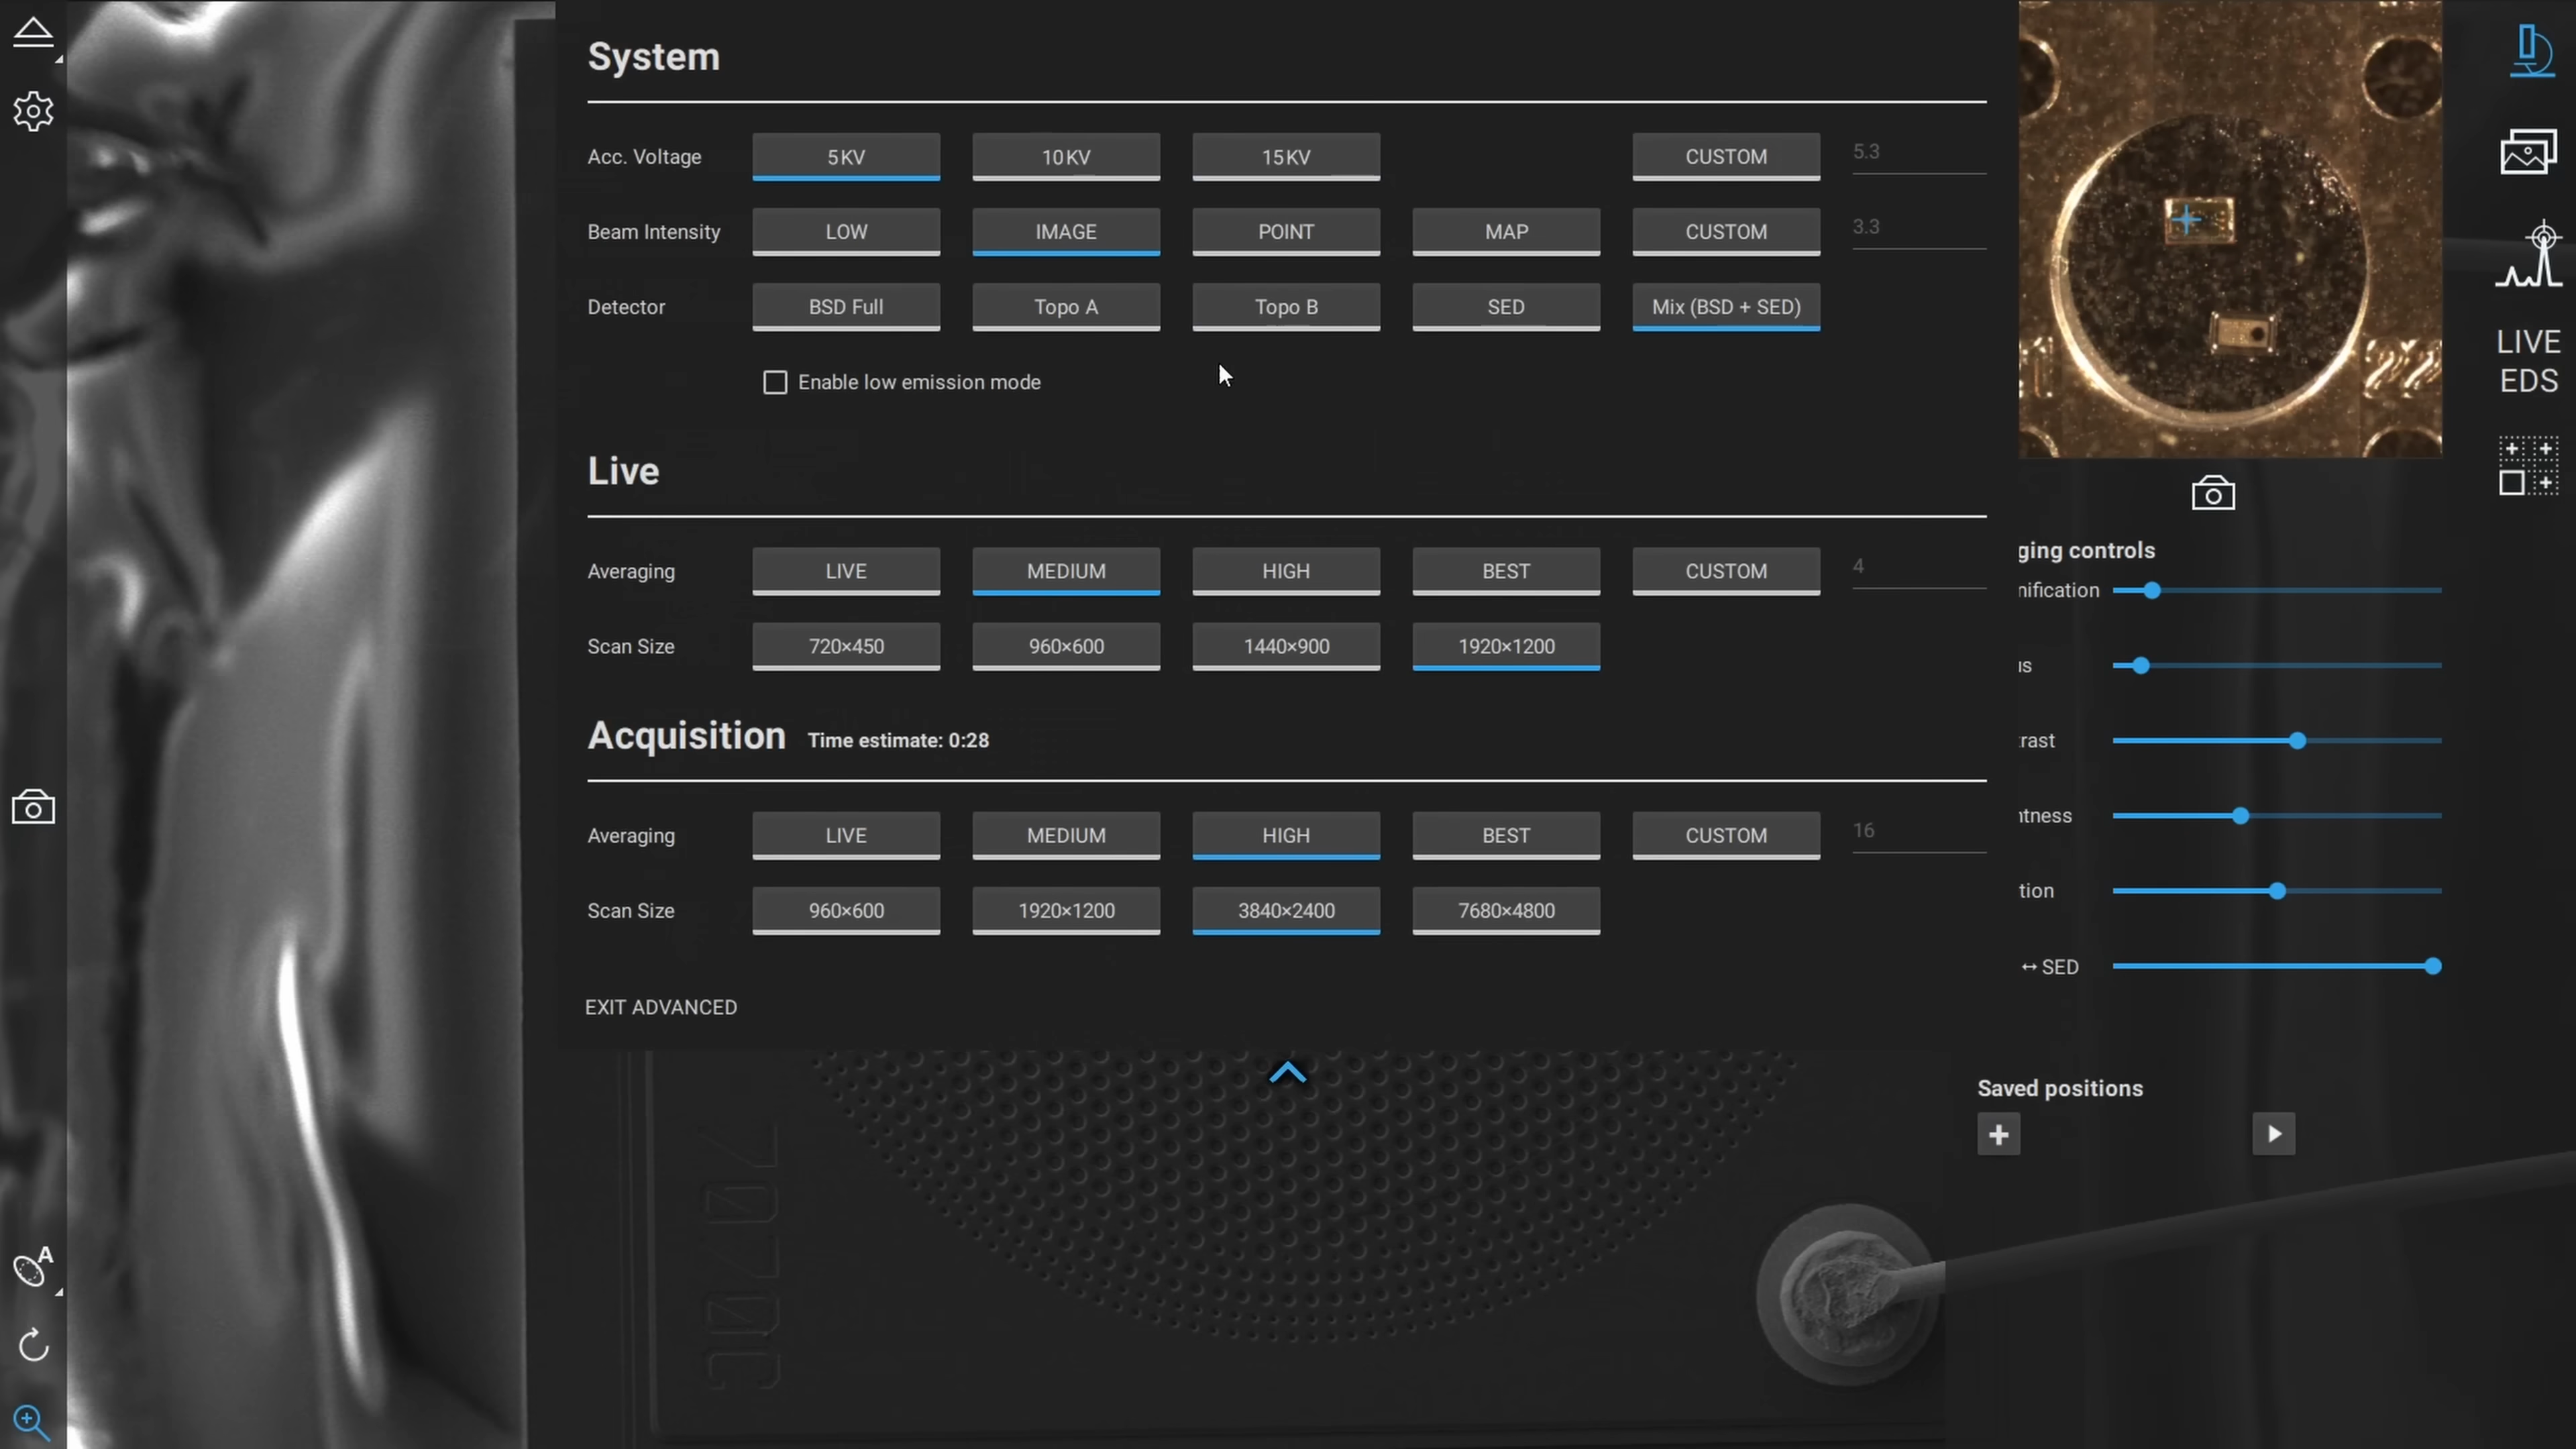 System
Acc. Voltage 5KV 10KV 15KV CUSTOM 5.3
Beam Intensity LOW IMAGE POINT MAP CUSTOM 3.3
Detector BSD Full Topo A Topo B SED Mix (BSD + SED)
Enable low emission mode
Live
Averaging LIVE MEDIUM HIGH BEST CUSTOM 4
Scan Size 720×450 960×600 1440×900 1920×1200
Acquisition Time estimate: 0:28
Averaging LIVE MEDIUM HIGH BEST CUSTOM 16
Scan Size 960×600 1920×1200 3840×2400 7680×4800
EXIT ADVANCED
LIVE
EDS
ging controls
nification
us
trast
htness
tion
↔ SED
Saved positions
A